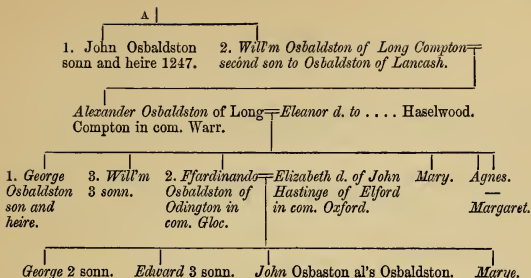 A
1. John Osbaldston
sonn and heire 1247.
2. Will'm Osbaldston of Long Compton
second son to Osbaldston of Lancash.
Alexander Osbaldston of Long
Compton in com. Warr.
Eleanor d. to .... Haselwood.
1. George
Osbaldston
son and
heire.
3. Will'm
3 sonn.
2. Ffardinando
Osbaldston of
Odington in
com. Gloc.
Elizabeth d. of John
Hastinge of Elford
in com. Oxford.
Mary.
Agnes.
—
Margaret.
George 2 sonn.
Edward 3 sonn.
John Osbaston al's Osbaldston.
Marye.